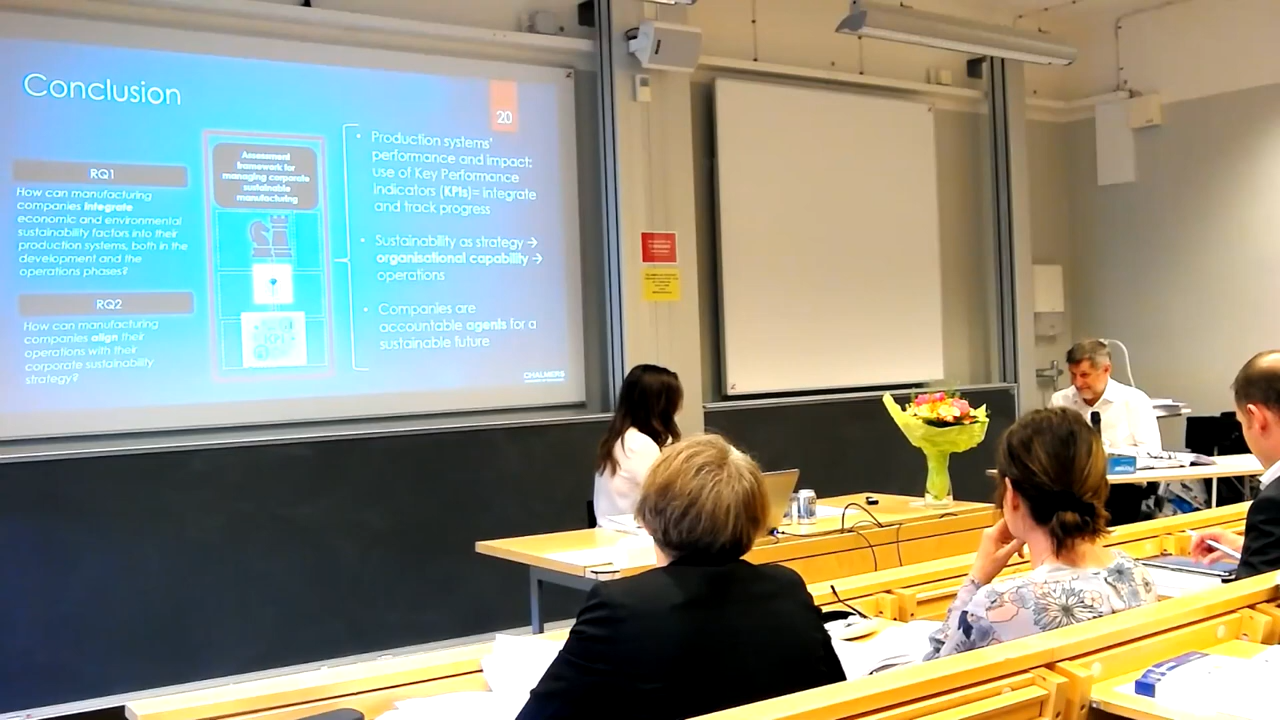 Conclusion
20
RQ1
How can manufacturing
companies integrate
economic and environmental
sustainability factors into their
production systems, both in the
development and the
operations phases?
RQ2
How can manufacturing
companies align their
operations with their
corporate sustainability
strategy?
Assessment
framework for
managing corporate
sustainable
manufacturing
• Production systems'
performance and impact:
use of Key Performance
Indicators (KPIs)= integrate
and track progress
• Sustainability as strategy →
organisational capability →
operations
• Companies are
accountable agents for a
sustainable future
CHALMERS